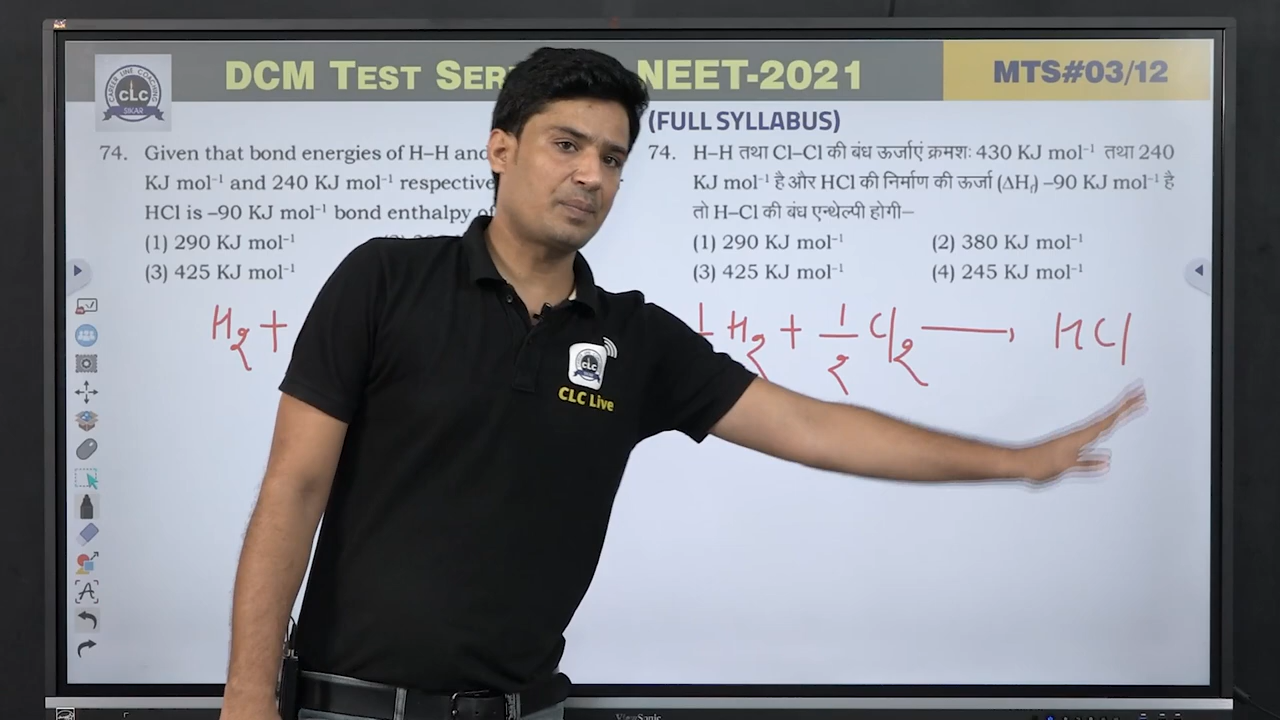 DCM TEST SER NEET-2021 MTS#03/12
CLC
SIKAR
(FULL SYLLABUS)
74. Given that bond energies of H–H and
KJ mol⁻¹ and 240 KJ mol⁻¹ respective
HCl is –90 KJ mol⁻¹ bond enthalpy of
(1) 290 KJ mol⁻¹
(3) 425 KJ mol⁻¹
74. H–H तथा Cl–Cl की बंध ऊर्जाएं क्रमशः 430 KJ mol⁻¹ तथा 240
KJ mol⁻¹ है और HCl की निर्माण की ऊर्जा (ΔHf) –90 KJ mol⁻¹ है
तो H–Cl की बंध एन्थेल्पी होगी–
(1) 290 KJ mol⁻¹ (2) 380 KJ mol⁻¹
(3) 425 KJ mol⁻¹ (4) 245 KJ mol⁻¹
H₂ +
1/2 H₂ + 1/2 Cl₂ ⟶ HCl
CLC Live
ViewSonic